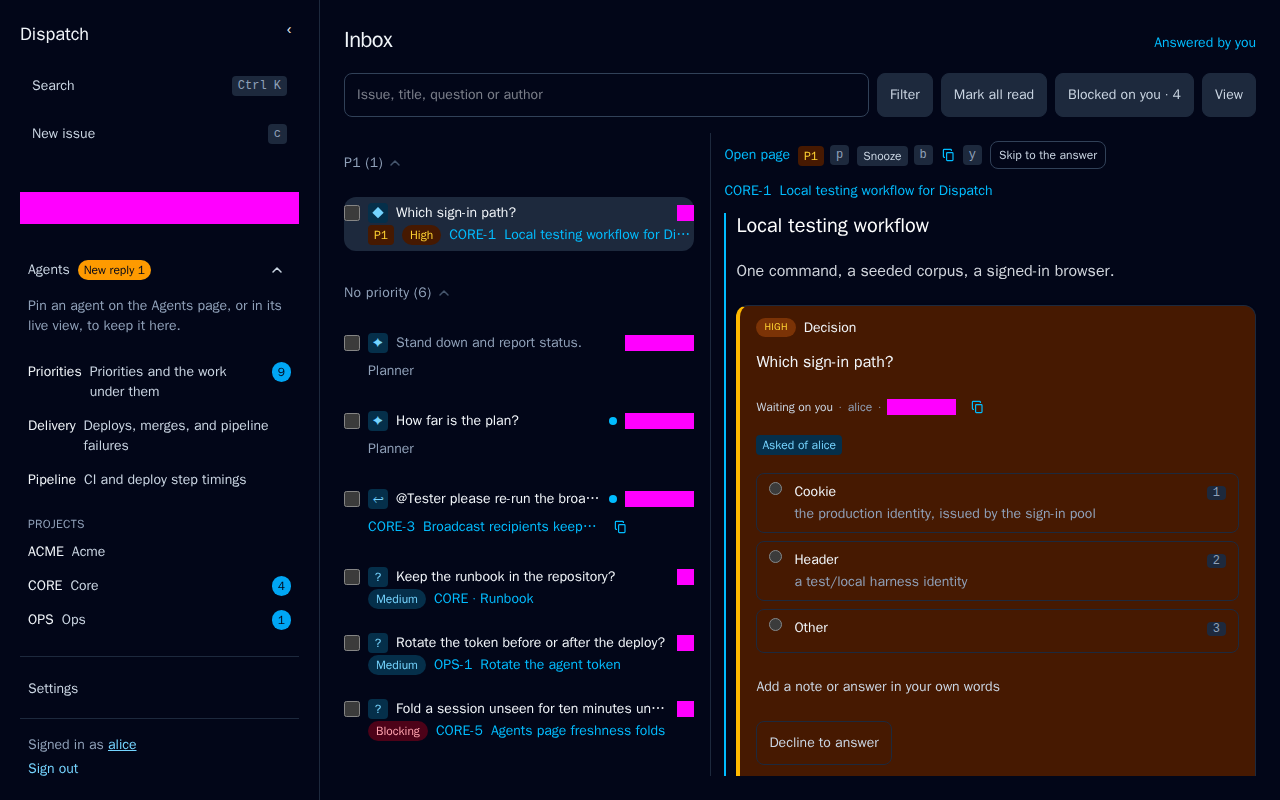 Dispatch
Search Ctrl K
New issue c
Agents New reply 1
Pin an agent on the Agents page, or in its
live view, to keep it here.
Priorities Priorities and the work
under them
9
Delivery Deploys, merges, and pipeline
failures
Pipeline CI and deploy step timings
PROJECTS
ACME Acme
CORE Core 4
OPS Ops 1
Settings
Signed in as alice
Sign out
Inbox
Answered by you
Issue, title, question or author
Filter
Mark all read
Blocked on you · 4
View
P1 (1)
Which sign-in path?
P1 High CORE-1 Local testing workflow for Di···
No priority (6)
Stand down and report status.
Planner
How far is the plan?
Planner
@Tester please re-run the broa···
CORE-3 Broadcast recipients keep···
? Keep the runbook in the repository?
Medium CORE · Runbook
? Rotate the token before or after the deploy?
Medium OPS-1 Rotate the agent token
? Fold a session unseen for ten minutes un···
Blocking CORE-5 Agents page freshness folds
Open page P1 p Snooze b y Skip to the answer
CORE-1 Local testing workflow for Dispatch
Local testing workflow
One command, a seeded corpus, a signed-in browser.
HIGH Decision
Which sign-in path?
Waiting on you · alice ·
Asked of alice
Cookie 1
the production identity, issued by the sign-in pool
Header 2
a test/local harness identity
Other 3
Add a note or answer in your own words
Decline to answer